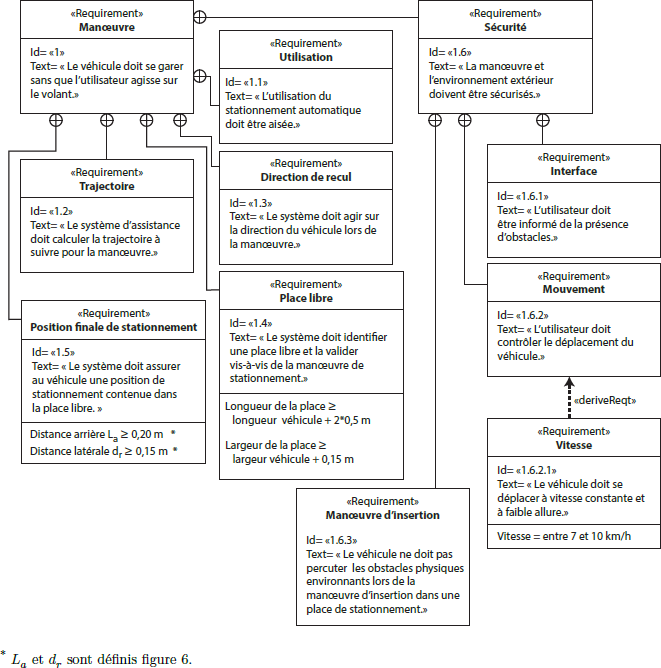 «Requirement»
Manœuvre
Id= «1»
Text= « Le véhicule doit se garer
sans que l’utilisateur agisse sur
le volant.»
«Requirement»
Utilisation
Id= «1.1»
Text= « L’utilisation du
stationnement automatique
doit être aisée.»
«Requirement»
Sécurité
Id= «1.6»
Text= « La manœuvre et
l’environnement extérieur
doivent être sécurisés.»
«Requirement»
Trajectoire
Id= «1.2»
Text= « Le système d’assistance
doit calculer la trajectoire à
suivre pour la manœuvre.»
«Requirement»
Direction de recul
Id= «1.3»
Text= « Le système doit agir sur
la direction du véhicule lors de
la manœuvre.»
«Requirement»
Interface
Id= «1.6.1»
Text= « L’utilisateur doit
être informé de la présence
d’obstacles.»
«Requirement»
Position finale de stationnement
Id= «1.5»
Text= « Le système doit assurer
au véhicule une position de
stationnement contenue dans
la place libre. »
Distance arrière La ≥ 0,20 m *
Distance latérale dr ≥ 0,15 m *
«Requirement»
Place libre
Id= «1.4»
Text= « Le système doit identifier
une place libre et la valider
vis-à-vis de la manœuvre de
stationnement.»
Longueur de la place ≥
longueur véhicule + 2*0,5 m
Largeur de la place ≥
largeur véhicule + 0,15 m
«Requirement»
Mouvement
Id= «1.6.2»
Text= « L’utilisateur doit
contrôler le déplacement du
véhicule.»
«deriveReqt»
«Requirement»
Vitesse
Id= «1.6.2.1»
Text= « Le véhicule doit se
déplacer à vitesse constante et
à faible allure.»
Vitesse = entre 7 et 10 km/h
«Requirement»
Manœuvre d’insertion
Id= «1.6.3»
Text= « Le véhicule ne doit pas
percuter les obstacles physiques
environnants lors de la
manœuvre d’insertion dans une
place de stationnement.»
* La et dr sont définis figure 6.